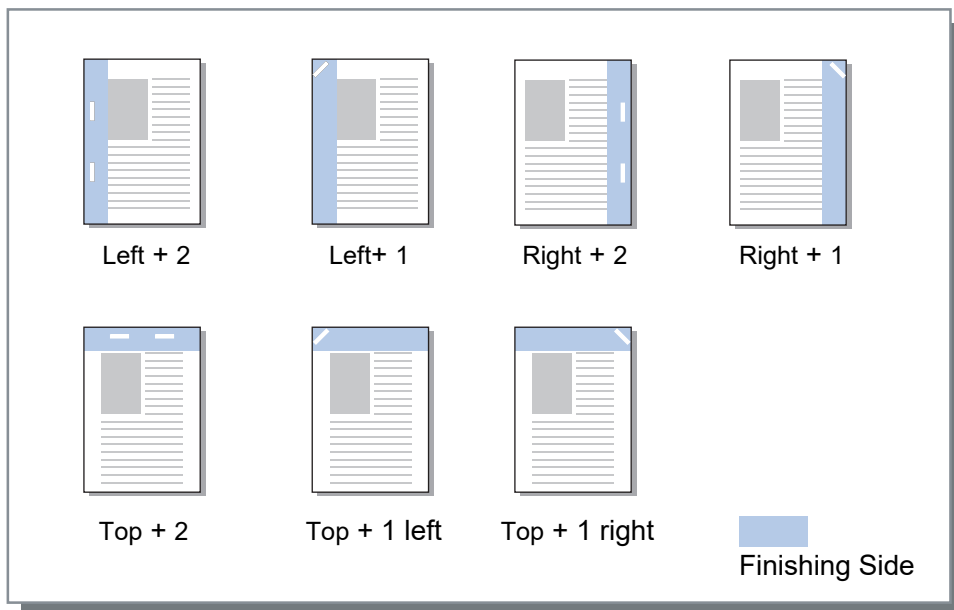 Left + 2
Left+ 1
Right + 2
Right + 1
Top + 2
Top + 1 left
Top + 1 right
Finishing Side